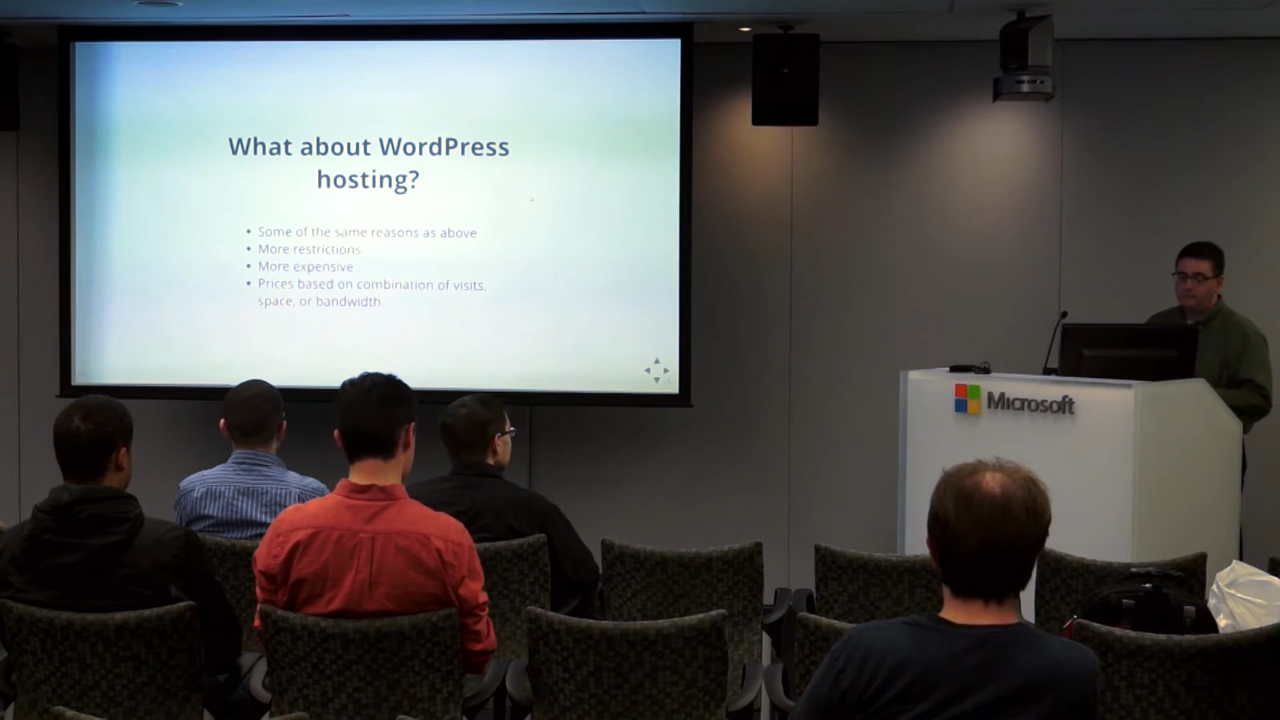 What about WordPress
hosting?
• Some of the same reasons as above
• More restrictions
• More expensive
• Prices based on combination of visits,
space, or bandwidth.
Microsoft